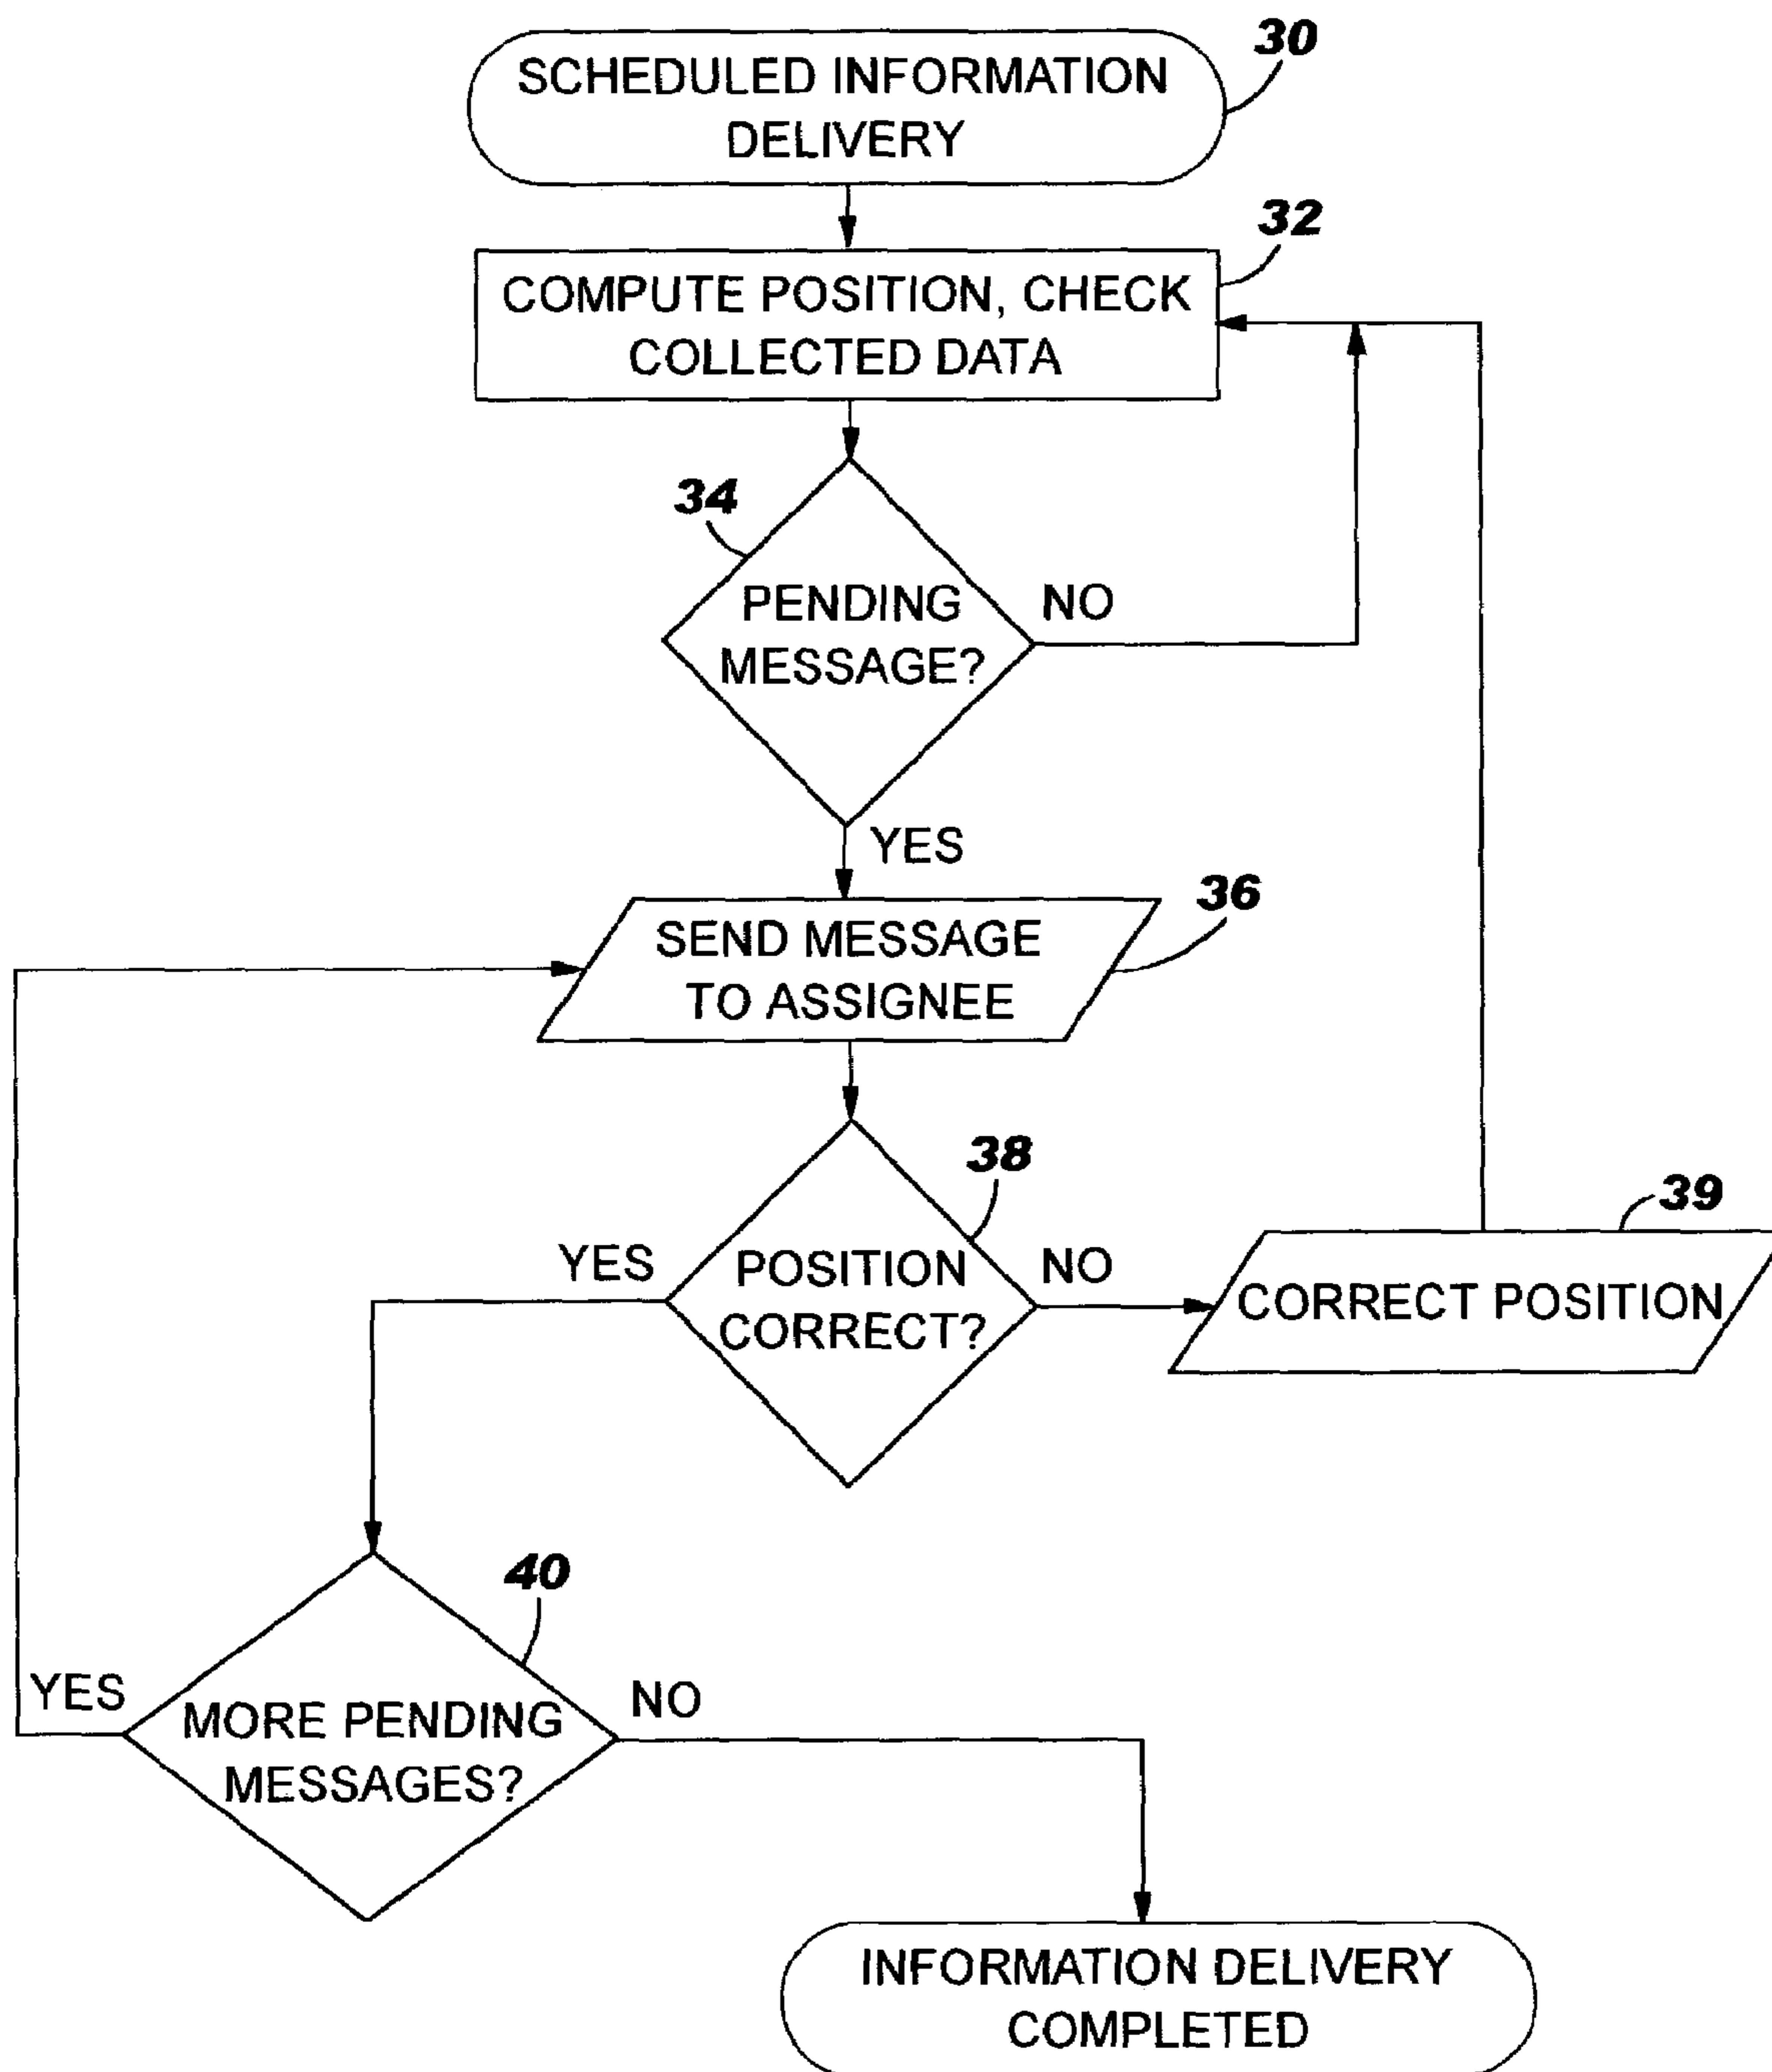 30
SCHEDULED INFORMATION
DELIVERY
32
COMPUTE POSITION, CHECK
COLLECTED DATA
34
PENDING
MESSAGE?
NO
YES
36
SEND MESSAGE
TO ASSIGNEE
38
39
YES
POSITION
CORRECT?
NO
CORRECT POSITION
40
YES
MORE PENDING
MESSAGES?
NO
INFORMATION DELIVERY
COMPLETED